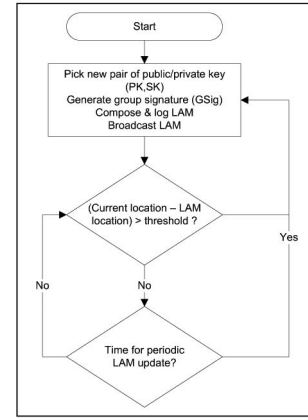 Start
Pick new pair of public/private key
(PK,SK)
Generate group signature (GSig)
Compose & log LAM
Broadcast LAM
(Current location – LAM
location) > threshold ?
Yes
No
No
Time for periodic
LAM update?